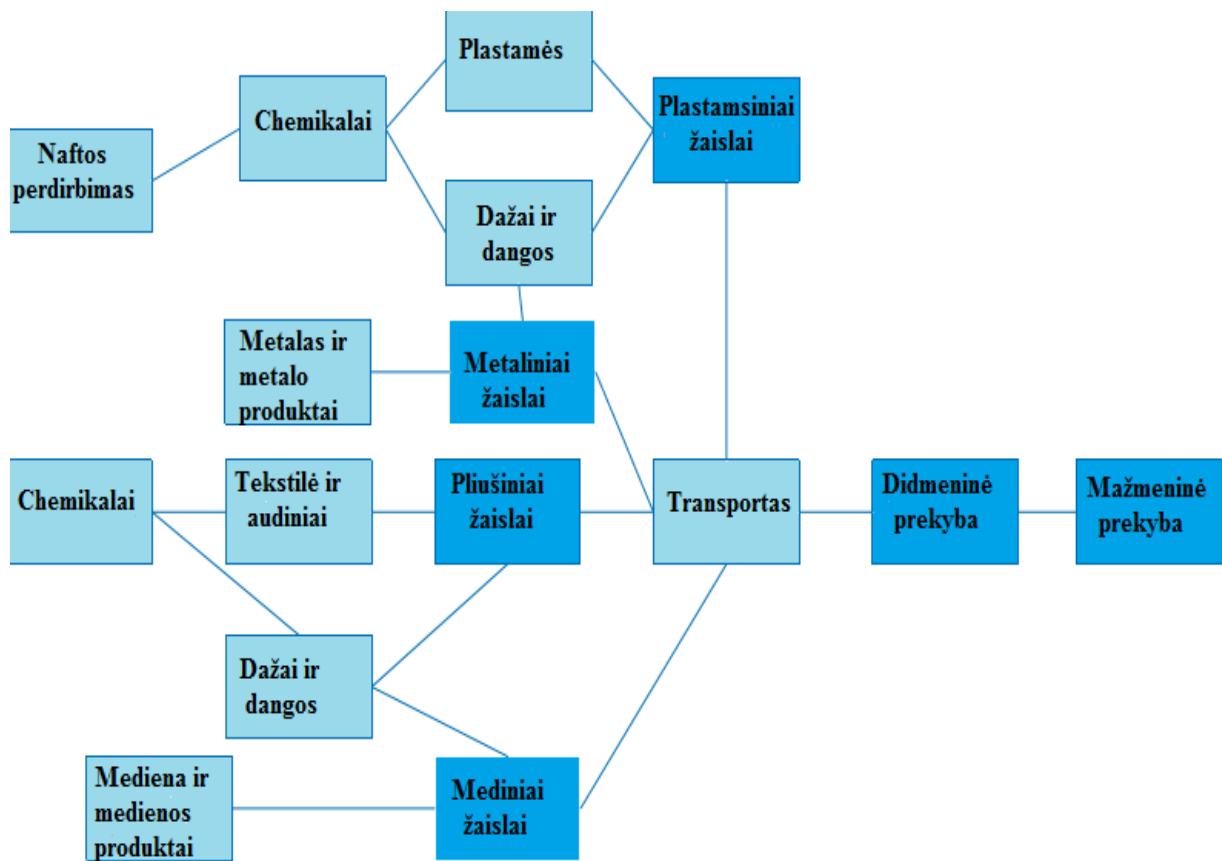 Plastamės
Chemikalai
Plastamsiniai
žaislai
Naftos
perdirbimas
Dažai ir
dangos
Metalas ir
metalo
produktai
Metaliniai
žaislai
Chemikalai
Tekstilė ir
audiniai
Pliušiniai
žaislai
Transportas
Didmeninė
prekyba
Mažmeninė
prekyba
Dažai ir
dangos
Mediena ir
medienos
produktai
Mediniai
žaislai